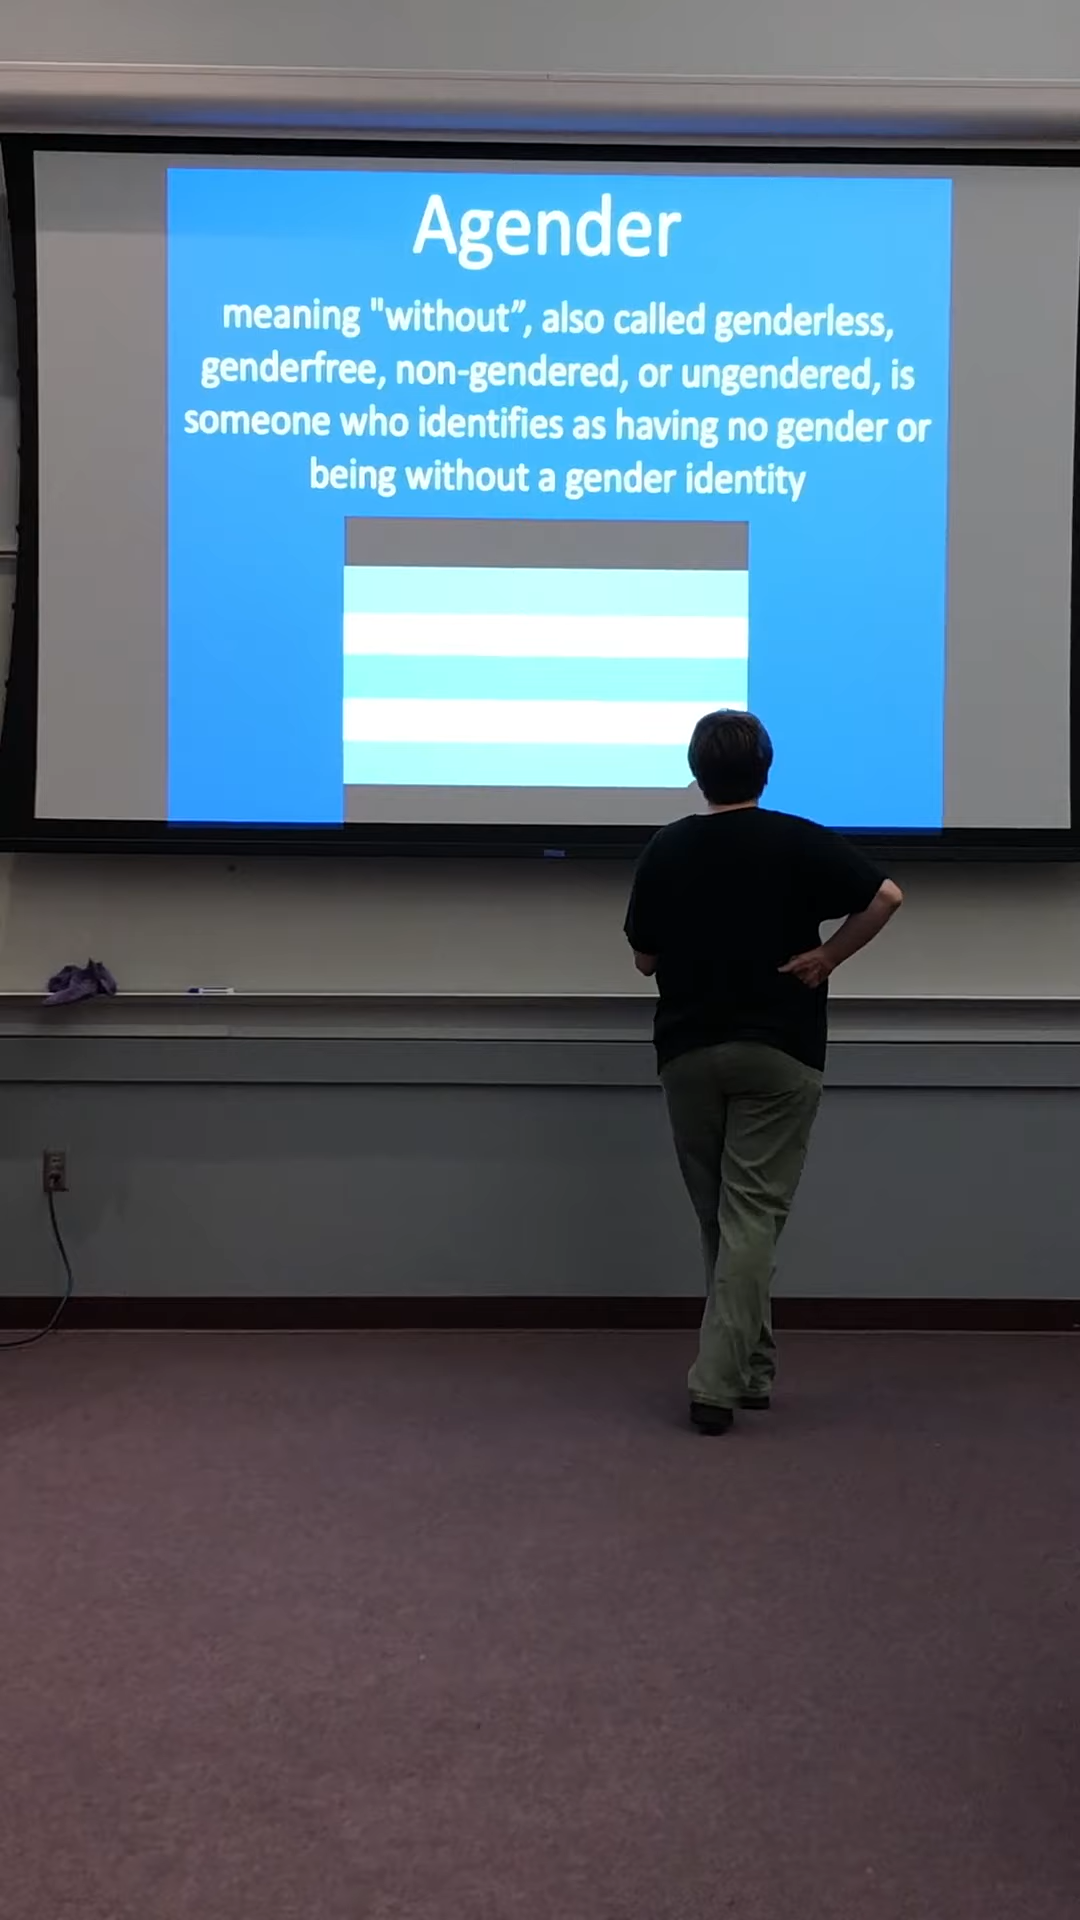 Agender
meaning "without”, also called genderless,
genderfree, non-gendered, or ungendered, is
someone who identifies as having no gender or
being without a gender identity